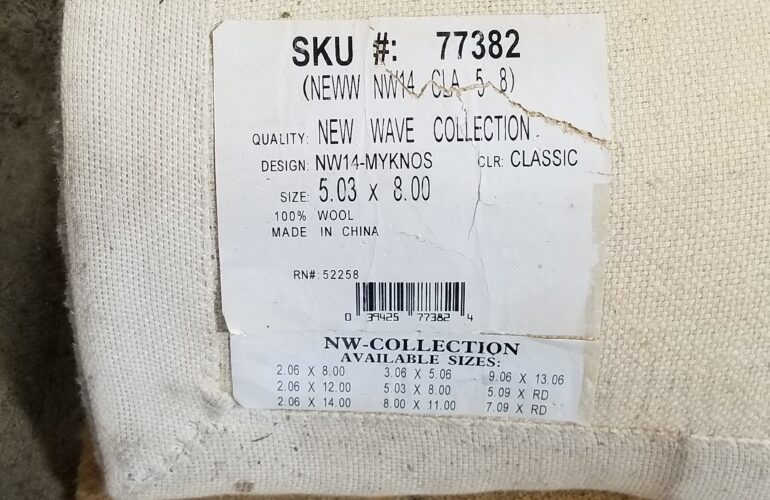 SKU #: 77382
(NEWW NW14 CLA 5 8)
QUALITY: NEW WAVE COLLECTION
DESIGN: NW14-MYKNOS CLR: CLASSIC
SIZE: 5.03 X 8.00
100% WOOL
MADE IN CHINA
RN#: 52258
0 39425 77382 4
NW-COLLECTION
AVAILABLE SIZES:
2.06 X 8.00 3.06 X 5.06 9.06 X 13.06
2.06 X 12.00 5.03 X 8.00 5.09 X RD
2.06 X 14.00 8.00 X 11.00 7.09 X RD